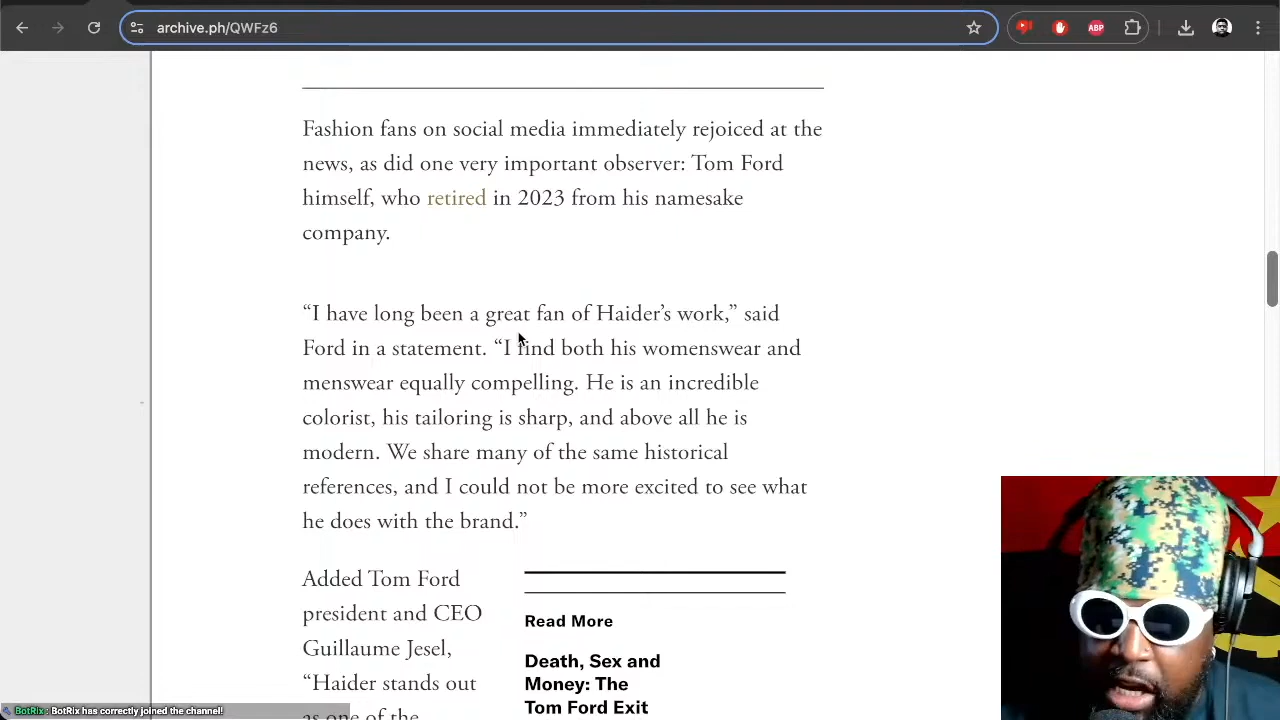 archive.ph/QWFz6
ABP
Fashion fans on social media immediately rejoiced at the
news, as did one very important observer: Tom Ford
himself, who retired in 2023 from his namesake
company.
“I have long been a great fan of Haider’s work,” said
Ford in a statement. “I find both his womenswear and
menswear equally compelling. He is an incredible
colorist, his tailoring is sharp, and above all he is
modern. We share many of the same historical
references, and I could not be more excited to see what
he does with the brand.”
Added Tom Ford
president and CEO
Guillaume Jesel,
“Haider stands out
as one of the
Read More
Death, Sex and
Money: The
Tom Ford Exit
BotRix : BotRix has correctly joined the channel!